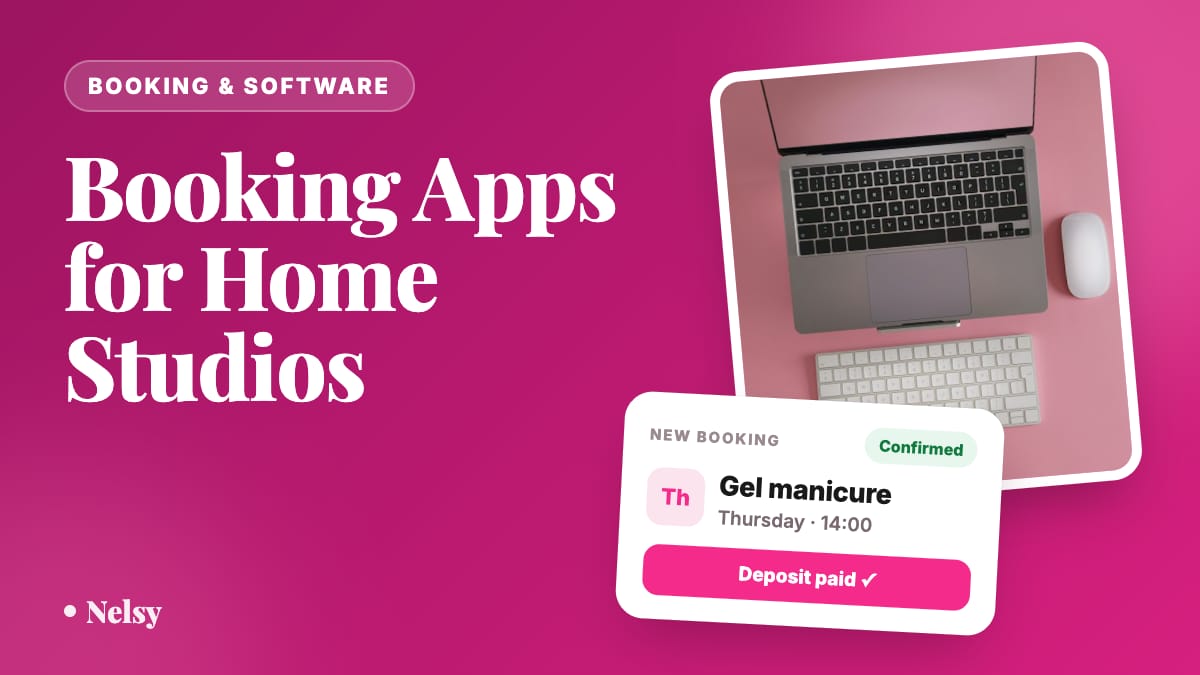 BOOKING & SOFTWARE
Booking Apps
for Home
Studios
NEW BOOKING
Confirmed
Th
Gel manicure
Thursday · 14:00
Deposit paid ✓
Nelsy